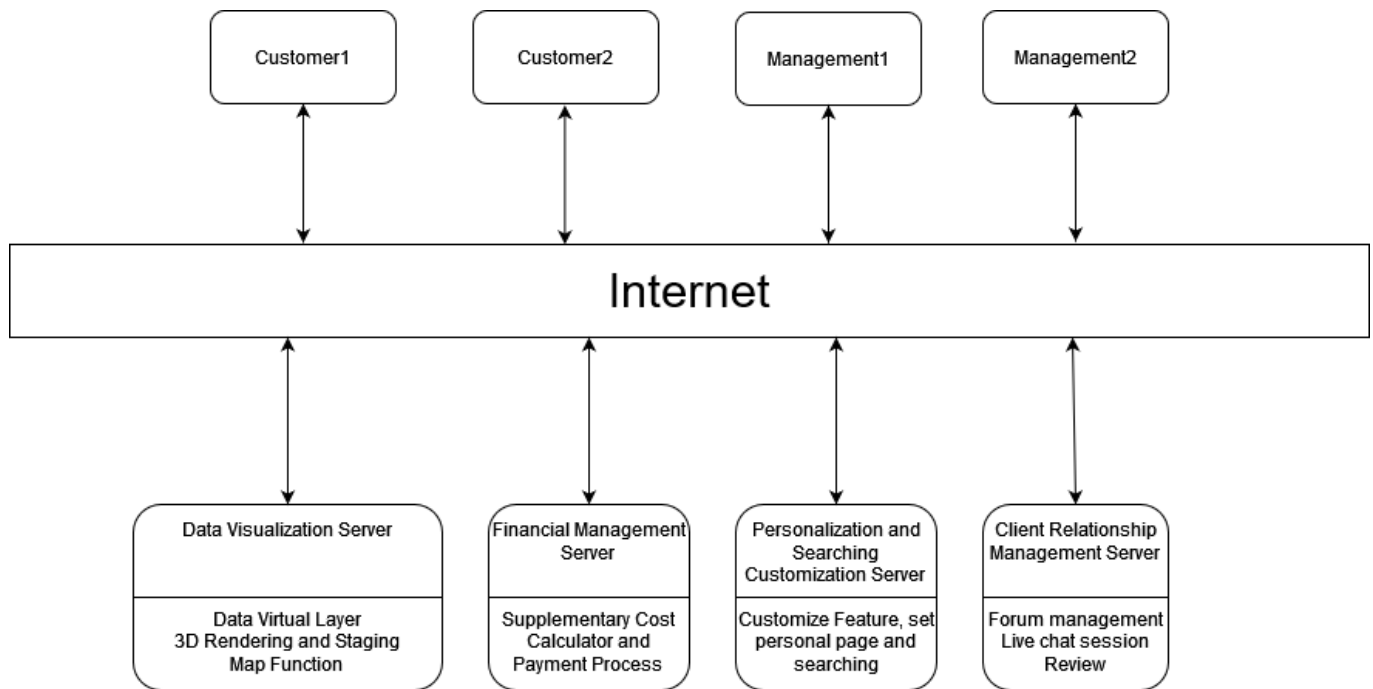 Customer1
Customer2
Management1
Management2
Internet
Data Visualization Server
Data Virtual Layer
3D Rendering and Staging
Map Function
Financial Management
Server
Supplementary Cost
Calculator and
Payment Process
Personalization and
Searching
Customization Server
Customize Feature, set
personal page and
searching
Client Relationship
Management Server
Forum management
Live chat session
Review